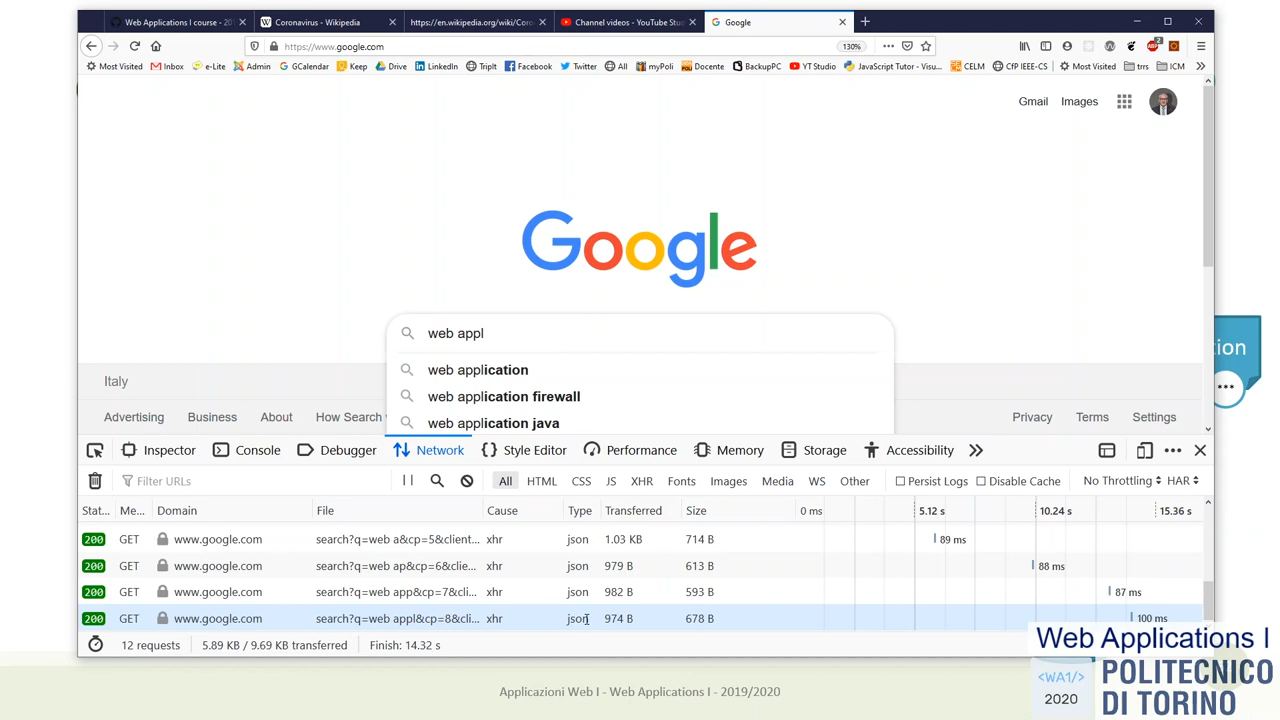 Web Applications I course - 201
Coronavirus - Wikipedia
https://en.wikipedia.org/wiki/Coro
Channel videos - YouTube Stu
Google
https://www.google.com
130%
2
Most Visited
Inbox
e-Lite
Admin
GCalendar
Keep
Drive
LinkedIn
TripIt
Facebook
Twitter
All
myPoli
Docente
BackupPC
YT Studio
JavaScript Tutor - Visu...
CELM
CfP IEEE-CS
Most Visited
trrs
ICM
Gmail
Images
Google
web appl
web application
web application firewall
web application java
Italy
Advertising
Business
About
How Search
Privacy
Terms
Settings
tion
Inspector
Console
Debugger
Network
Style Editor
Performance
Memory
Storage
Accessibility
Filter URLs
All
HTML
CSS
JS
XHR
Fonts
Images
Media
WS
Other
Persist Logs
Disable Cache
No Throttling
HAR
Stat... Me... Domain File Cause Type Transferred Size 0 ms 5.12 s 10.24 s 15.36 s
200 GET www.google.com search?q=web a&cp=5&client... xhr json 1.03 KB 714 B 89 ms
200 GET www.google.com search?q=web ap&cp=6&clie... xhr json 979 B 613 B 88 ms
200 GET www.google.com search?q=web app&cp=7&cli... xhr json 982 B 593 B 87 ms
200 GET www.google.com search?q=web appl&cp=8&cli... xhr json 974 B 678 B 100 ms
12 requests
5.89 KB / 9.69 KB transferred
Finish: 14.32 s
Web Applications I
Applicazioni Web I - Web Applications I - 2019/2020
<WA1/>
2020
POLITECNICO
DI TORINO